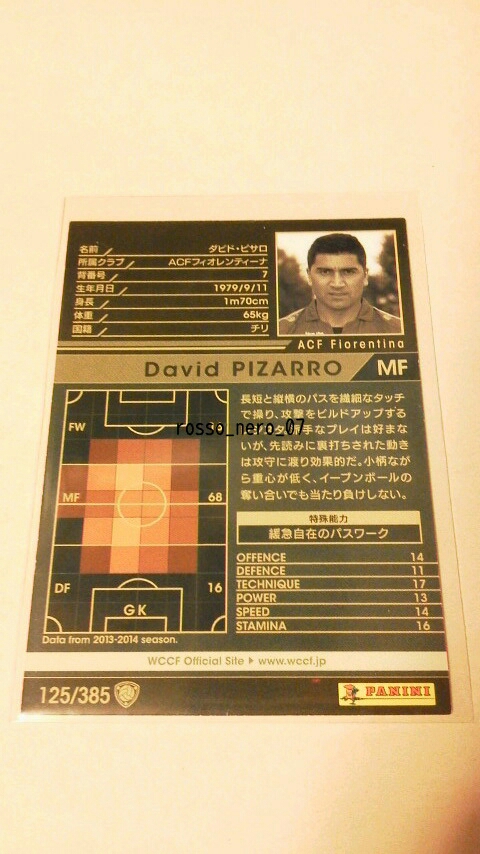 名前 ダビド・ピサロ
所属クラブ ACFフィオレンティーナ
背番号 7
生年月日 1979/9/11
身長 1m70cm
体重 65kg
国籍 チリ
ACF Fiorentina
David PIZARRO MF
長短と縦横のパスを繊細なタッチ
で操り、攻撃をビルドアップする
手なプレイは好まな
いが、先読みに裏打ちされた動き
は攻守に渡り効果的だ。小柄なが
ら重心が低く、イーブンボールの
奪い合いでも当たり負けしない。
rosso_nero_07
FW
MF 68
DF 16
GK
Data from 2013-2014 season.
特殊能力
緩急自在のパスワーク
OFFENCE 14
DEFENCE 11
TECHNIQUE 17
POWER 13
SPEED 14
STAMINA 16
WCCF Official Site ▶ www.wccf.jp
125/385
PANINI